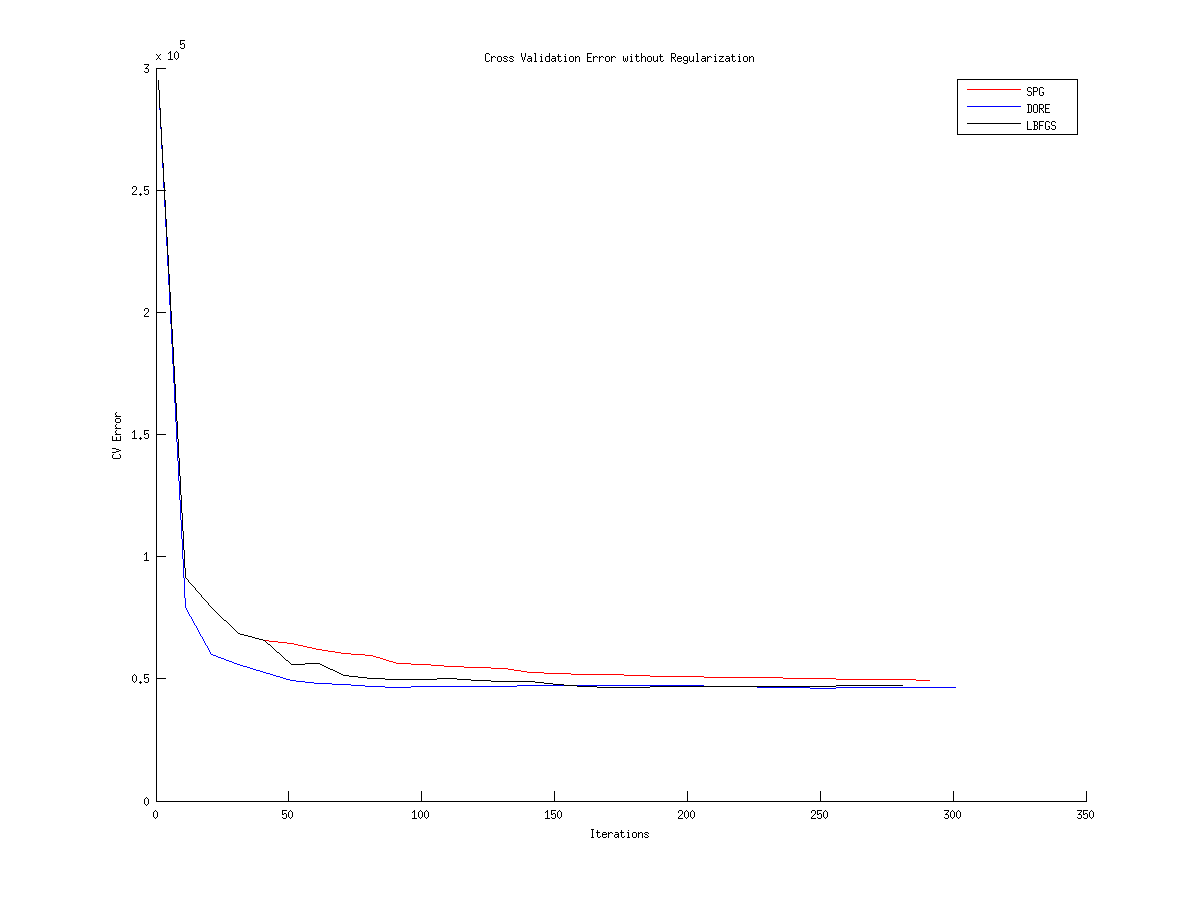 x 10^5
Cross Validation Error without Regularization
3
2.5
2
1.5
1
0.5
0
CV Error
SPG
DORE
LBFGS
0 50 100 150 200 250 300 350
Iterations